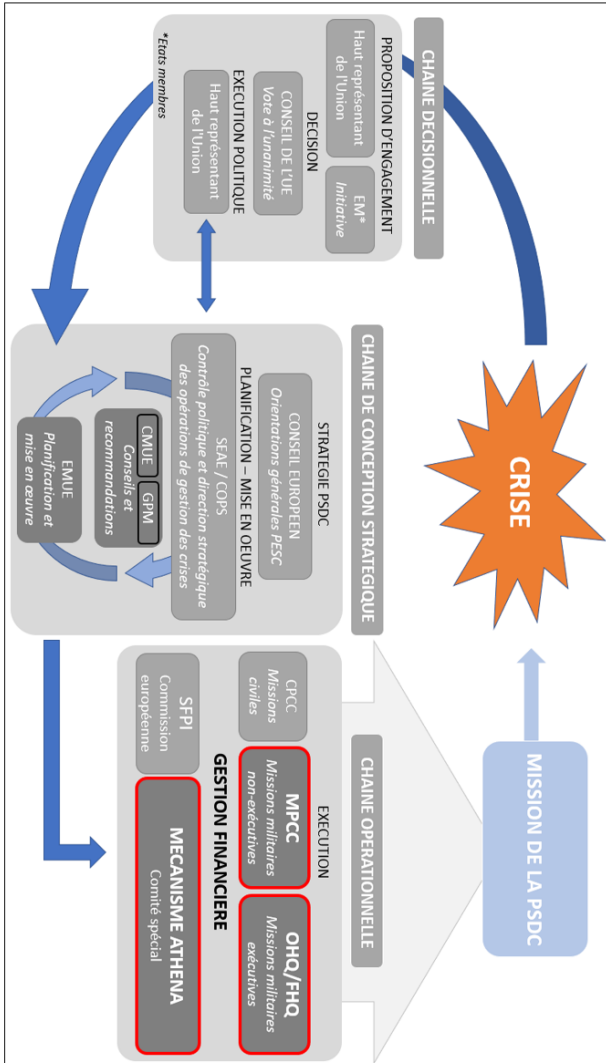 CRISE
MISSION DE LA PSDC
CHAINE DECISIONNELLE
PROPOSITION D'ENGAGEMENT
Haut représentant
de l'Union
EM*
Initiative
DECISION
CONSEIL DE L'UE
Vote à l'unanimité
EXECUTION POLITIQUE
Haut représentant
de l'Union
*Etats membres
CHAINE DE CONCEPTION STRATEGIQUE
STRATEGIE PSDC
CONSEIL EUROPEEN
Orientations générales PESC
PLANIFICATION – MISE EN OEUVRE
SEAE / COPS
Contrôle politique et direction stratégique
des opérations de gestion des crises
CMUE
GPM
Conseils et
recommandations
EMUE
Planification et
mise en œuvre
CHAINE OPERATIONNELLE
EXECUTION
CPCC
Missions
civiles
MPCC
Missions militaires
non-exécutives
OHQ/FHQ
Missions militaires
exécutives
GESTION FINANCIERE
SFPI
Commission
européenne
MECANISME ATHENA
Comité spécial